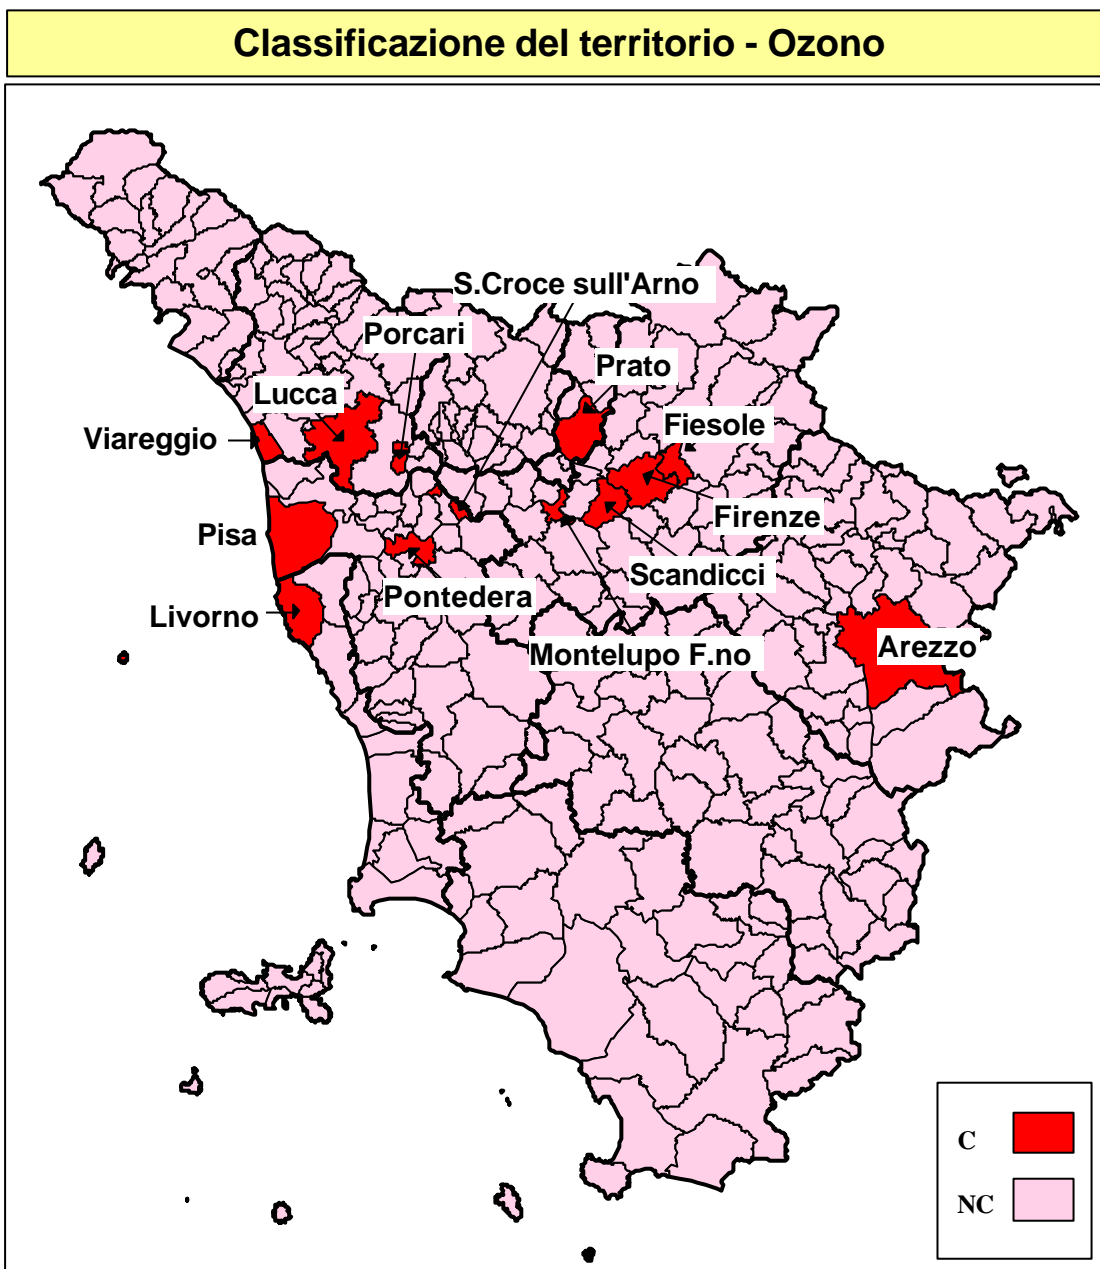 Classificazione del territorio - Ozono
S.Croce sull'Arno
Porcari
Prato
Lucca
Fiesole
Viareggio
Firenze
Pisa
Scandicci
Pontedera
Livorno
Montelupo F.no
Arezzo
C
NC